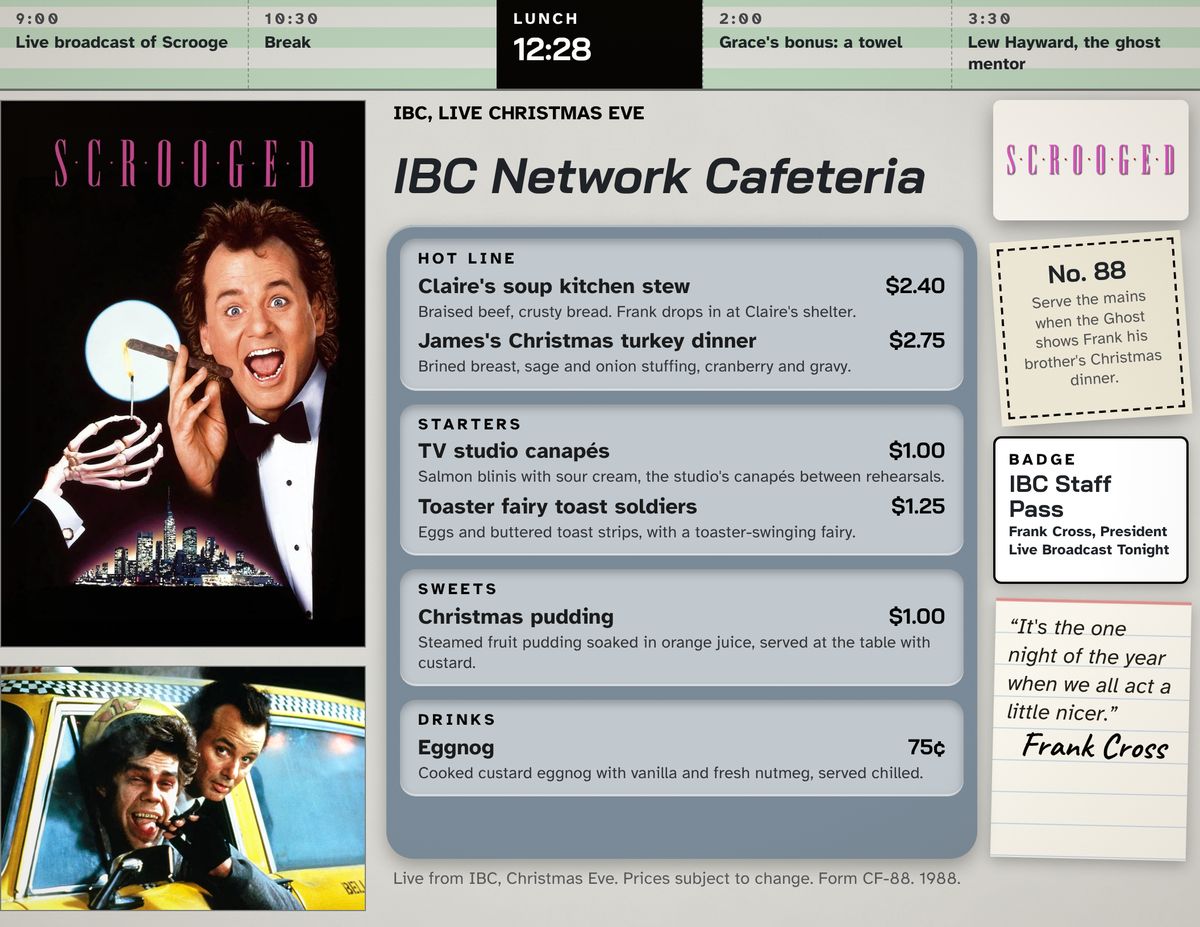 9:00
Live broadcast of Scrooge
10:30
Break
LUNCH
12:28
2:00
Grace's bonus: a towel
3:30
Lew Hayward, the ghost
mentor
S·C·R·O·O·G·E·D
IBC, LIVE CHRISTMAS EVE
IBC Network Cafeteria
HOT LINE
Claire's soup kitchen stew $2.40
Braised beef, crusty bread. Frank drops in at Claire's shelter.
James's Christmas turkey dinner $2.75
Brined breast, sage and onion stuffing, cranberry and gravy.
STARTERS
TV studio canapés $1.00
Salmon blinis with sour cream, the studio's canapés between rehearsals.
Toaster fairy toast soldiers $1.25
Eggs and buttered toast strips, with a toaster-swinging fairy.
SWEETS
Christmas pudding $1.00
Steamed fruit pudding soaked in orange juice, served at the table with
custard.
DRINKS
Eggnog 75¢
Cooked custard eggnog with vanilla and fresh nutmeg, served chilled.
Live from IBC, Christmas Eve. Prices subject to change. Form CF-88. 1988.
S·C·R·O·O·G·E·D
No. 88
Serve the mains
when the Ghost
shows Frank his
brother's Christmas
dinner.
BADGE
IBC Staff
Pass
Frank Cross, President
Live Broadcast Tonight
“It's the one
night of the year
when we all act a
little nicer.”
Frank Cross